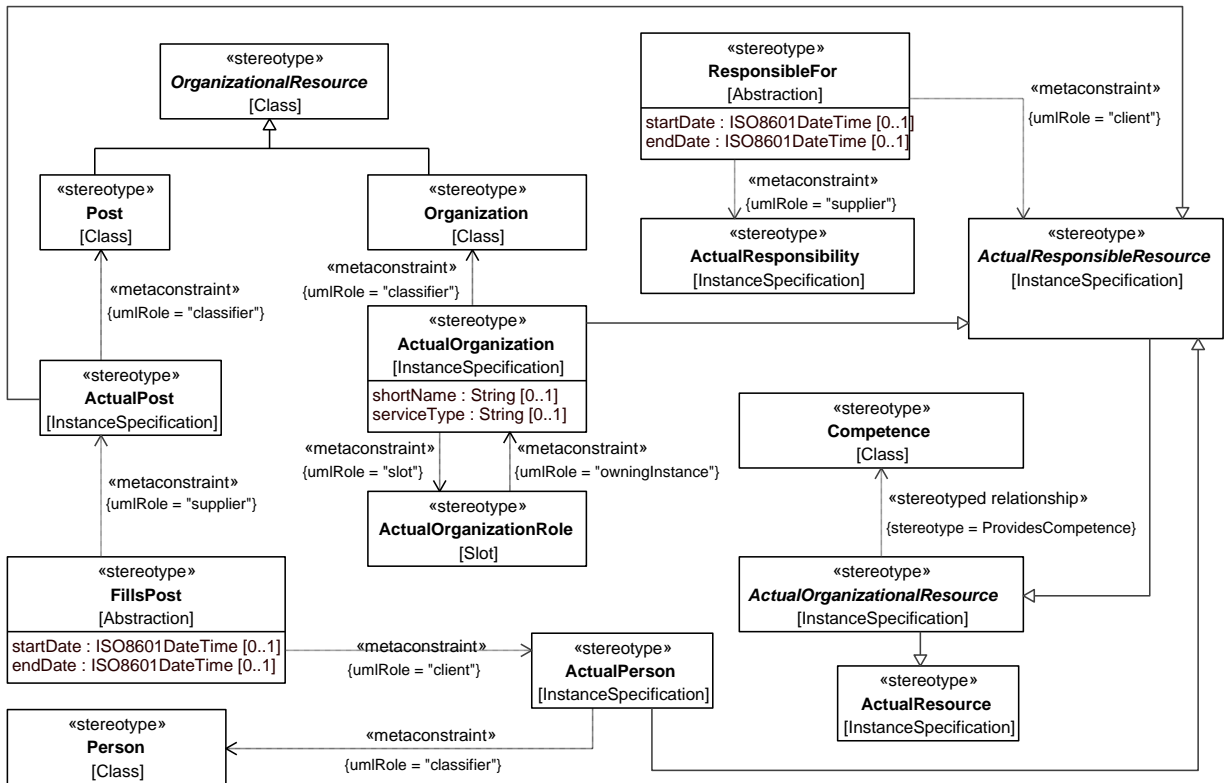 «stereotype»
OrganizationalResource
[Class]
«stereotype»
ResponsibleFor
[Abstraction]
startDate : ISO8601DateTime [0..1]
endDate : ISO8601DateTime [0..1]
«metaconstraint»
{umlRole = "client"}
«stereotype»
Post
[Class]
«stereotype»
Organization
[Class]
«metaconstraint»
{umlRole = "supplier"}
«stereotype»
ActualResponsibility
[InstanceSpecification]
«stereotype»
ActualResponsibleResource
[InstanceSpecification]
«metaconstraint»
{umlRole = "classifier"}
«metaconstraint»
{umlRole = "classifier"}
«stereotype»
ActualOrganization
[InstanceSpecification]
shortName : String [0..1]
serviceType : String [0..1]
«stereotype»
ActualPost
[InstanceSpecification]
«stereotype»
Competence
[Class]
«metaconstraint»
{umlRole = "slot"}
«metaconstraint»
{umlRole = "owningInstance"}
«metaconstraint»
{umlRole = "supplier"}
«stereotype»
ActualOrganizationRole
[Slot]
«stereotyped relationship»
{stereotype = ProvidesCompetence}
«stereotype»
FillsPost
[Abstraction]
startDate : ISO8601DateTime [0..1]
endDate : ISO8601DateTime [0..1]
«stereotype»
ActualOrganizationalResource
[InstanceSpecification]
«metaconstraint»
{umlRole = "client"}
«stereotype»
ActualPerson
[InstanceSpecification]
«stereotype»
ActualResource
[InstanceSpecification]
«stereotype»
Person
[Class]
«metaconstraint»
{umlRole = "classifier"}